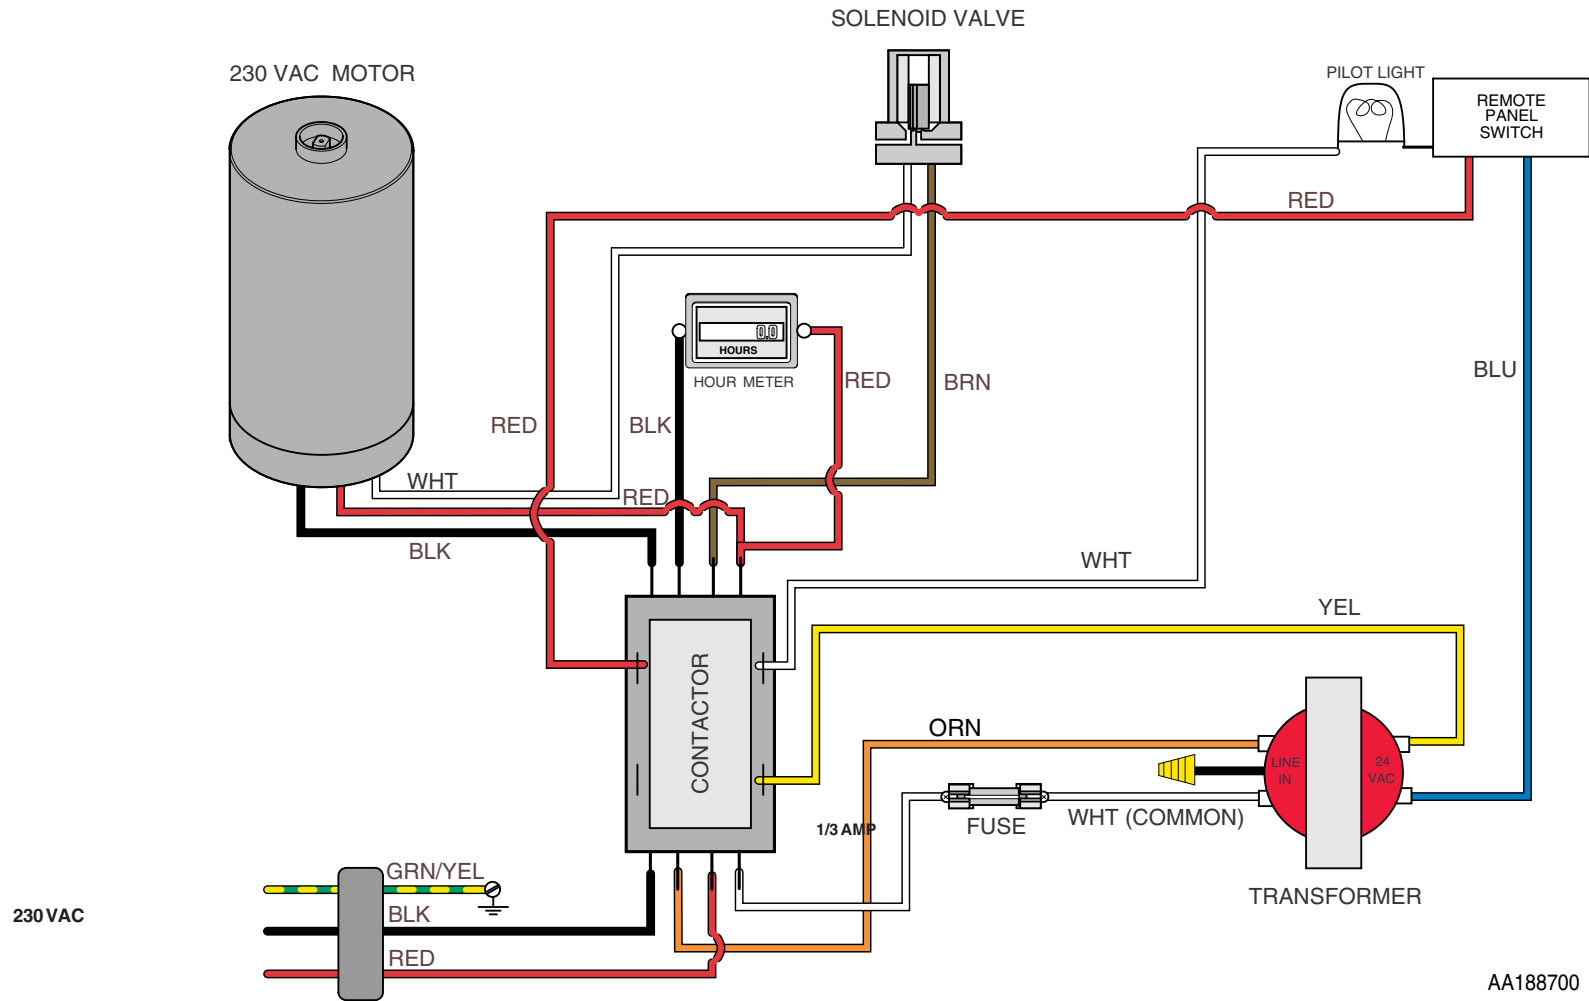 SOLENOID VALVE
230 VAC MOTOR
PILOT LIGHT
REMOTE
PANEL
SWITCH
RED
0.0
HOURS
HOUR METER
RED
BRN
BLU
RED
BLK
WHT
RED
BLK
WHT
YEL
CONTACTOR
ORN
LINE
IN
24
VAC
1/3 AMP
FUSE
WHT (COMMON)
TRANSFORMER
GRN/YEL
230 VAC
BLK
RED
AA188700